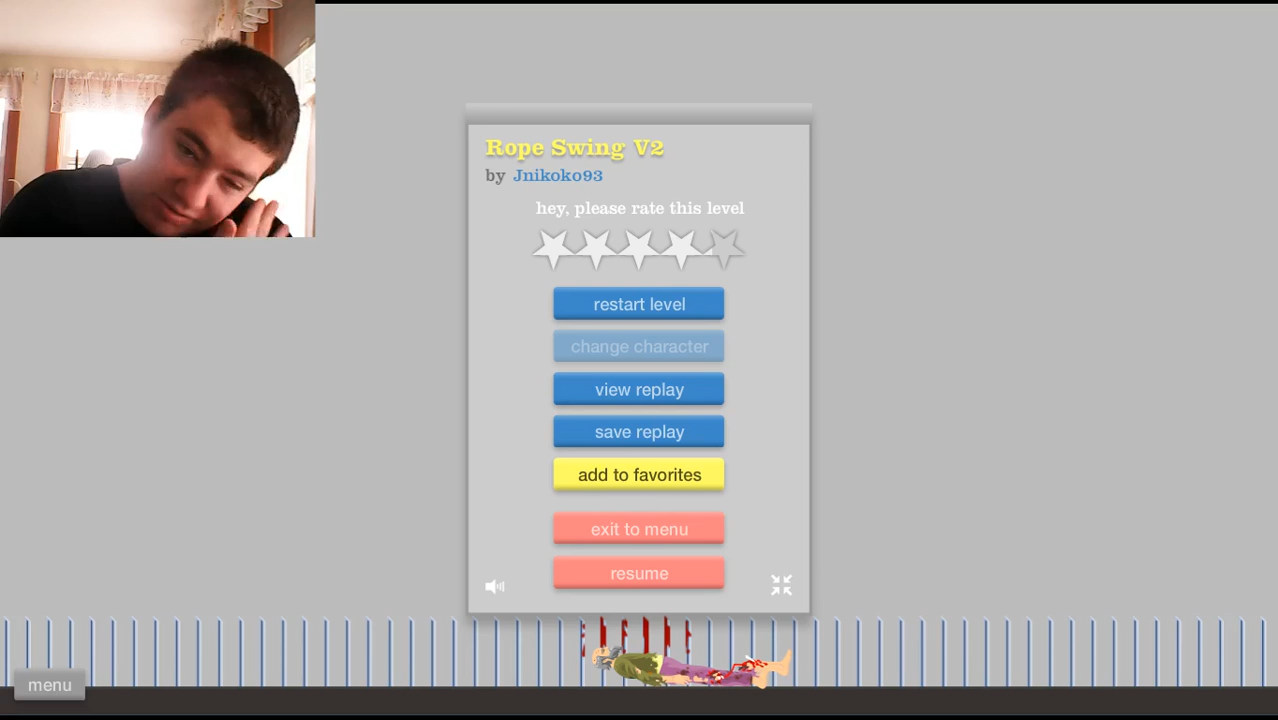 Rope Swing V2
by Jnikoko93
hey, please rate this level
restart level
change character
view replay
save replay
add to favorites
exit to menu
resume
menu